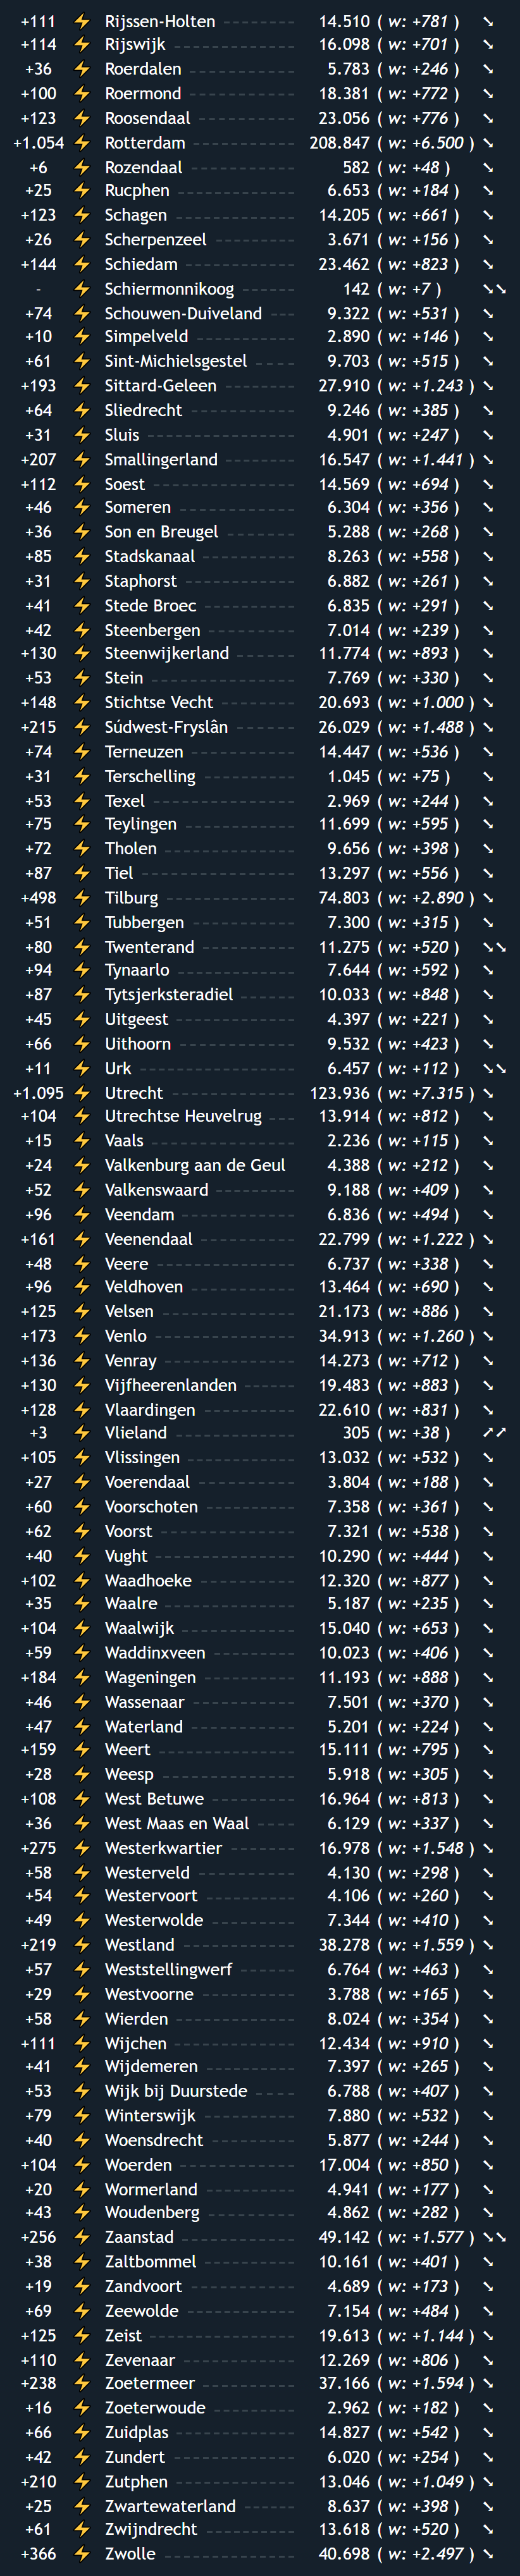 +111 ⚡ Rijssen-Holten 14.510 ( w: +781 ) ⭨
+114 ⚡ Rijswijk 16.098 ( w: +701 ) ⭨
+36 ⚡ Roerdalen 5.783 ( w: +246 ) ⭨
+100 ⚡ Roermond 18.381 ( w: +772 ) ⭨
+123 ⚡ Roosendaal 23.056 ( w: +776 ) ⭨
+1.054 ⚡ Rotterdam 208.847 ( w: +6.500 ) ⭨
+6 ⚡ Rozendaal 582 ( w: +48 ) ⭨
+25 ⚡ Rucphen 6.653 ( w: +184 ) ⭨
+123 ⚡ Schagen 14.205 ( w: +661 ) ⭨
+26 ⚡ Scherpenzeel 3.671 ( w: +156 ) ⭨
+144 ⚡ Schiedam 23.462 ( w: +823 ) ⭨
- ⚡ Schiermonnikoog 142 ( w: +7 ) ⭨⭨
+74 ⚡ Schouwen-Duiveland 9.322 ( w: +531 ) ⭨
+10 ⚡ Simpelveld 2.890 ( w: +146 ) ⭨
+61 ⚡ Sint-Michielsgestel 9.703 ( w: +515 ) ⭨
+193 ⚡ Sittard-Geleen 27.910 ( w: +1.243 ) ⭨
+64 ⚡ Sliedrecht 9.246 ( w: +385 ) ⭨
+31 ⚡ Sluis 4.901 ( w: +247 ) ⭨
+207 ⚡ Smallingerland 16.547 ( w: +1.441 ) ⭨
+112 ⚡ Soest 14.569 ( w: +694 ) ⭨
+46 ⚡ Someren 6.304 ( w: +356 ) ⭨
+36 ⚡ Son en Breugel 5.288 ( w: +268 ) ⭨
+85 ⚡ Stadskanaal 8.263 ( w: +558 ) ⭨
+31 ⚡ Staphorst 6.882 ( w: +261 ) ⭨
+41 ⚡ Stede Broec 6.835 ( w: +291 ) ⭨
+42 ⚡ Steenbergen 7.014 ( w: +239 ) ⭨
+130 ⚡ Steenwijkerland 11.774 ( w: +893 ) ⭨
+53 ⚡ Stein 7.769 ( w: +330 ) ⭨
+148 ⚡ Stichtse Vecht 20.693 ( w: +1.000 ) ⭨
+215 ⚡ Súdwest-Fryslân 26.029 ( w: +1.488 ) ⭨
+74 ⚡ Terneuzen 14.447 ( w: +536 ) ⭨
+31 ⚡ Terschelling 1.045 ( w: +75 ) ⭨
+53 ⚡ Texel 2.969 ( w: +244 ) ⭨
+75 ⚡ Teylingen 11.699 ( w: +595 ) ⭨
+72 ⚡ Tholen 9.656 ( w: +398 ) ⭨
+87 ⚡ Tiel 13.297 ( w: +556 ) ⭨
+498 ⚡ Tilburg 74.803 ( w: +2.890 ) ⭨
+51 ⚡ Tubbergen 7.300 ( w: +315 ) ⭨
+80 ⚡ Twenterand 11.275 ( w: +520 ) ⭨⭨
+94 ⚡ Tynaarlo 7.644 ( w: +592 ) ⭨
+87 ⚡ Tytsjerksteradiel 10.033 ( w: +848 ) ⭨
+45 ⚡ Uitgeest 4.397 ( w: +221 ) ⭨
+66 ⚡ Uithoorn 9.532 ( w: +423 ) ⭨
+11 ⚡ Urk 6.457 ( w: +112 ) ⭨⭨
+1.095 ⚡ Utrecht 123.936 ( w: +7.315 ) ⭨
+104 ⚡ Utrechtse Heuvelrug 13.914 ( w: +812 ) ⭨
+15 ⚡ Vaals 2.236 ( w: +115 ) ⭨
+24 ⚡ Valkenburg aan de Geul 4.388 ( w: +212 ) ⭨
+52 ⚡ Valkenswaard 9.188 ( w: +409 ) ⭨
+96 ⚡ Veendam 6.836 ( w: +494 ) ⭨
+161 ⚡ Veenendaal 22.799 ( w: +1.222 ) ⭨
+48 ⚡ Veere 6.737 ( w: +338 ) ⭨
+96 ⚡ Veldhoven 13.464 ( w: +690 ) ⭨
+125 ⚡ Velsen 21.173 ( w: +886 ) ⭨
+173 ⚡ Venlo 34.913 ( w: +1.260 ) ⭨
+136 ⚡ Venray 14.273 ( w: +712 ) ⭨
+130 ⚡ Vijfheerenlanden 19.483 ( w: +883 ) ⭨
+128 ⚡ Vlaardingen 22.610 ( w: +831 ) ⭨
+3 ⚡ Vlieland 305 ( w: +38 ) ⭧⭧
+105 ⚡ Vlissingen 13.032 ( w: +532 ) ⭨
+27 ⚡ Voerendaal 3.804 ( w: +188 ) ⭨
+60 ⚡ Voorschoten 7.358 ( w: +361 ) ⭨
+62 ⚡ Voorst 7.321 ( w: +538 ) ⭨
+40 ⚡ Vught 10.290 ( w: +444 ) ⭨
+102 ⚡ Waadhoeke 12.320 ( w: +877 ) ⭨
+35 ⚡ Waalre 5.187 ( w: +235 ) ⭨
+104 ⚡ Waalwijk 15.040 ( w: +653 ) ⭨
+59 ⚡ Waddinxveen 10.023 ( w: +406 ) ⭨
+184 ⚡ Wageningen 11.193 ( w: +888 ) ⭨
+46 ⚡ Wassenaar 7.501 ( w: +370 ) ⭨
+47 ⚡ Waterland 5.201 ( w: +224 ) ⭨
+159 ⚡ Weert 15.111 ( w: +795 ) ⭨
+28 ⚡ Weesp 5.918 ( w: +305 ) ⭨
+108 ⚡ West Betuwe 16.964 ( w: +813 ) ⭨
+36 ⚡ West Maas en Waal 6.129 ( w: +337 ) ⭨
+275 ⚡ Westerkwartier 16.978 ( w: +1.548 ) ⭨
+58 ⚡ Westerveld 4.130 ( w: +298 ) ⭨
+54 ⚡ Westervoort 4.106 ( w: +260 ) ⭨
+49 ⚡ Westerwolde 7.344 ( w: +410 ) ⭨
+219 ⚡ Westland 38.278 ( w: +1.559 ) ⭨
+57 ⚡ Weststellingwerf 6.764 ( w: +463 ) ⭨
+29 ⚡ Westvoorne 3.788 ( w: +165 ) ⭨
+58 ⚡ Wierden 8.024 ( w: +354 ) ⭨
+111 ⚡ Wijchen 12.434 ( w: +910 ) ⭨
+41 ⚡ Wijdemeren 7.397 ( w: +265 ) ⭨
+53 ⚡ Wijk bij Duurstede 6.788 ( w: +407 ) ⭨
+79 ⚡ Winterswijk 7.880 ( w: +532 ) ⭨
+40 ⚡ Woensdrecht 5.877 ( w: +244 ) ⭨
+104 ⚡ Woerden 17.004 ( w: +850 ) ⭨
+20 ⚡ Wormerland 4.941 ( w: +177 ) ⭨
+43 ⚡ Woudenberg 4.862 ( w: +282 ) ⭨
+256 ⚡ Zaanstad 49.142 ( w: +1.577 ) ⭨⭨
+38 ⚡ Zaltbommel 10.161 ( w: +401 ) ⭨
+19 ⚡ Zandvoort 4.689 ( w: +173 ) ⭨
+69 ⚡ Zeewolde 7.154 ( w: +484 ) ⭨
+125 ⚡ Zeist 19.613 ( w: +1.144 ) ⭨
+110 ⚡ Zevenaar 12.269 ( w: +806 ) ⭨
+238 ⚡ Zoetermeer 37.166 ( w: +1.594 ) ⭨
+16 ⚡ Zoeterwoude 2.962 ( w: +182 ) ⭨
+66 ⚡ Zuidplas 14.827 ( w: +542 ) ⭨
+42 ⚡ Zundert 6.020 ( w: +254 ) ⭨
+210 ⚡ Zutphen 13.046 ( w: +1.049 ) ⭨
+25 ⚡ Zwartewaterland 8.637 ( w: +398 ) ⭨
+61 ⚡ Zwijndrecht 13.618 ( w: +520 ) ⭨
+366 ⚡ Zwolle 40.698 ( w: +2.497 ) ⭨